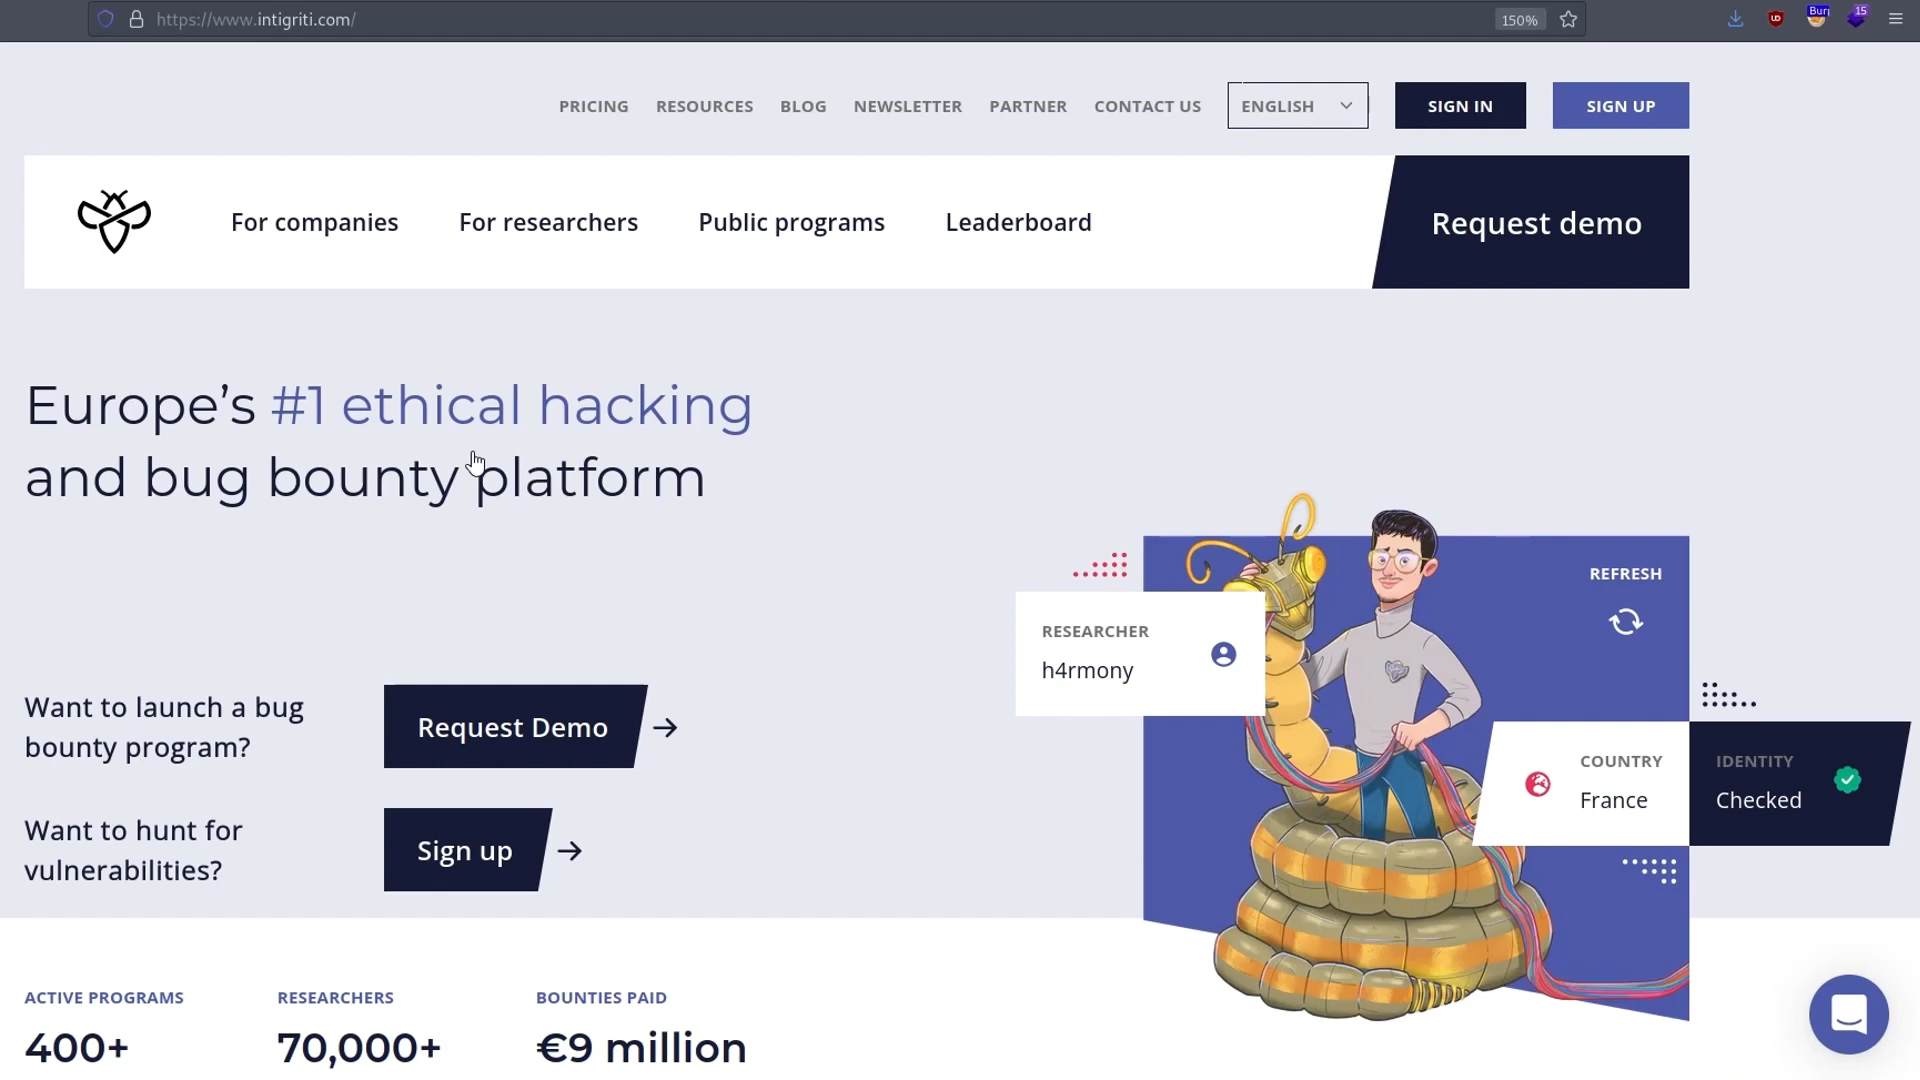 https://www.intigriti.com/
150%
Burp
15
PRICING RESOURCES BLOG NEWSLETTER PARTNER CONTACT US ENGLISH SIGN IN SIGN UP
For companies For researchers Public programs Leaderboard Request demo
Europe's #1 ethical hacking
and bug bounty platform
REFRESH
RESEARCHER
h4rmony
Want to launch a bug
bounty program?
Request Demo
COUNTRY
France
IDENTITY
Checked
Want to hunt for
vulnerabilities?
Sign up
ACTIVE PROGRAMS RESEARCHERS BOUNTIES PAID
400+ 70,000+ €9 million